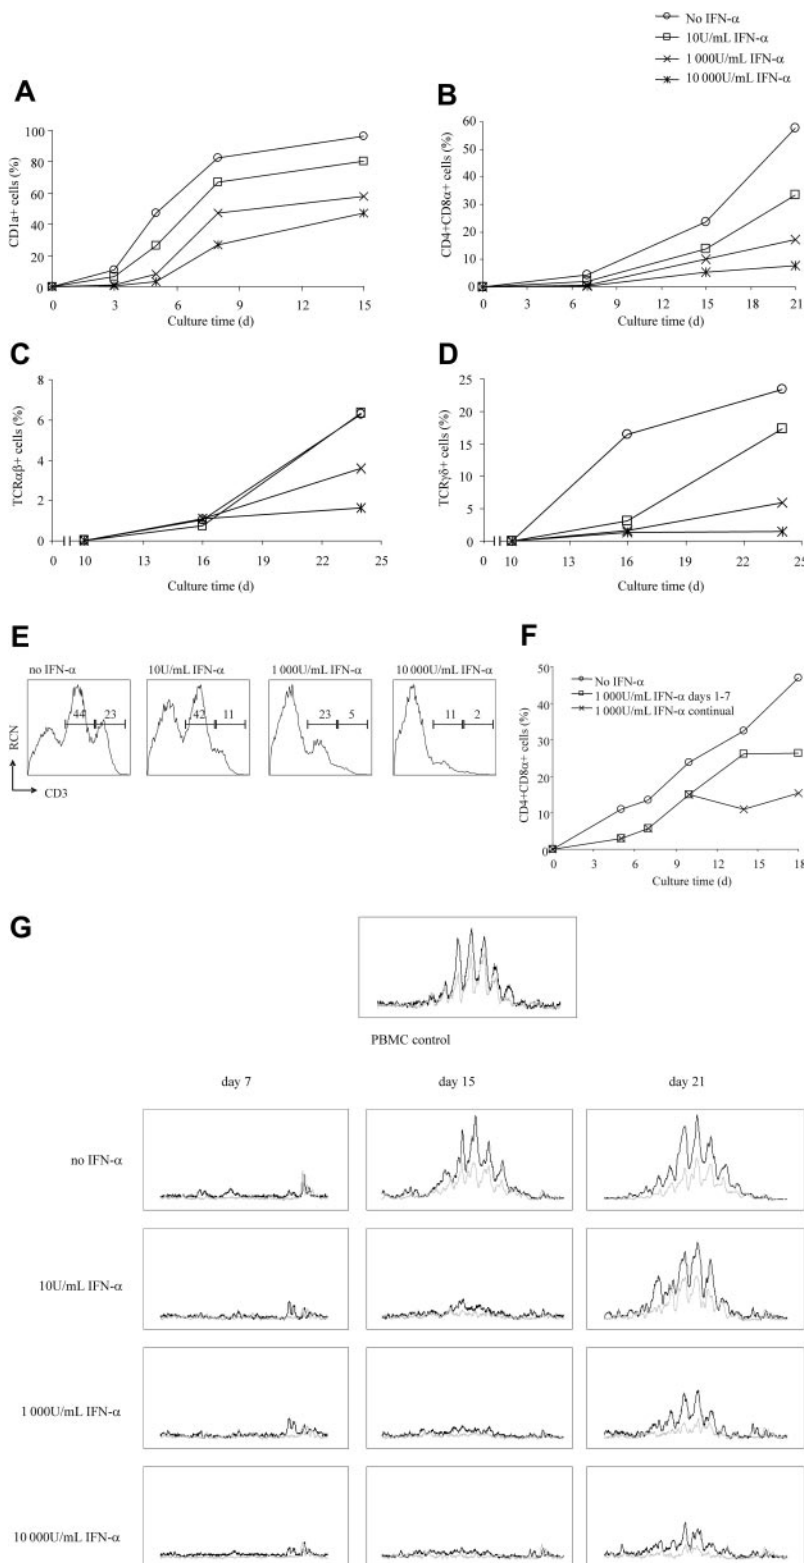 No IFN-α
10U/mL IFN-α
1 000U/mL IFN-α
10 000U/mL IFN-α
A
CD1a+ cells (%)
100
80
60
40
20
0
0 3 6 9 12 15
Culture time (d)
B
CD4+CD8α+ cells (%)
60
50
40
30
20
10
0
0 3 6 9 12 15 18 21
Culture time (d)
C
TCRαβ+ cells (%)
8
6
4
2
0
0 10 13 16 19 22 25
Culture time (d)
D
TCRγδ+ cells (%)
25
20
15
10
5
0
0 10 13 16 19 22 25
Culture time (d)
E
no IFN-α 10U/mL IFN-α 1 000U/mL IFN-α 10 000U/mL IFN-α
44 23 42 11 23 5 11 2
RCN
CD3
F
No IFN-α
1 000U/mL IFN-α days 1-7
1 000U/mL IFN-α continual
CD4+CD8α+ cells (%)
50
40
30
20
10
0
0 3 6 9 12 15 18
Culture time (d)
G
PBMC control
day 7 day 15 day 21
no IFN-α
10U/mL IFN-α
1 000U/mL IFN-α
10 000U/mL IFN-α